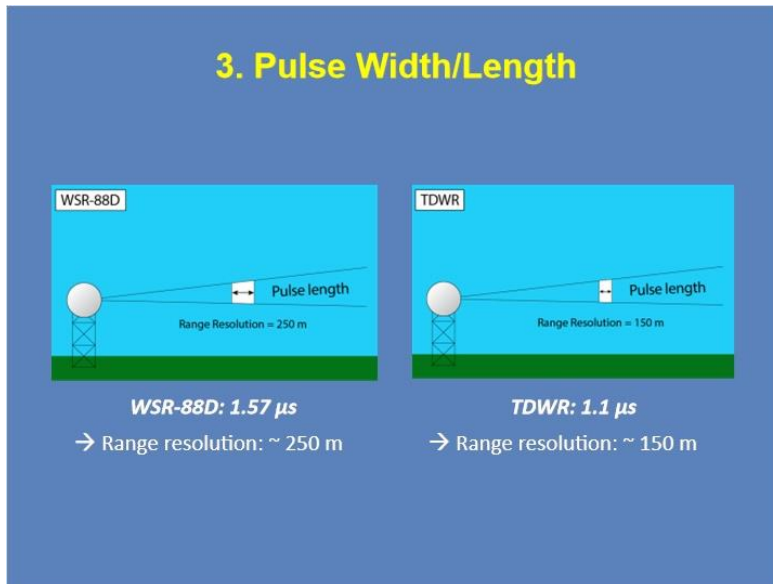 3. Pulse Width/Length
WSR-88D
Pulse length
Range Resolution = 250 m
TDWR
Pulse length
Range Resolution = 150 m
WSR-88D: 1.57 µs
→ Range resolution: ~ 250 m
TDWR: 1.1 µs
→ Range resolution: ~ 150 m